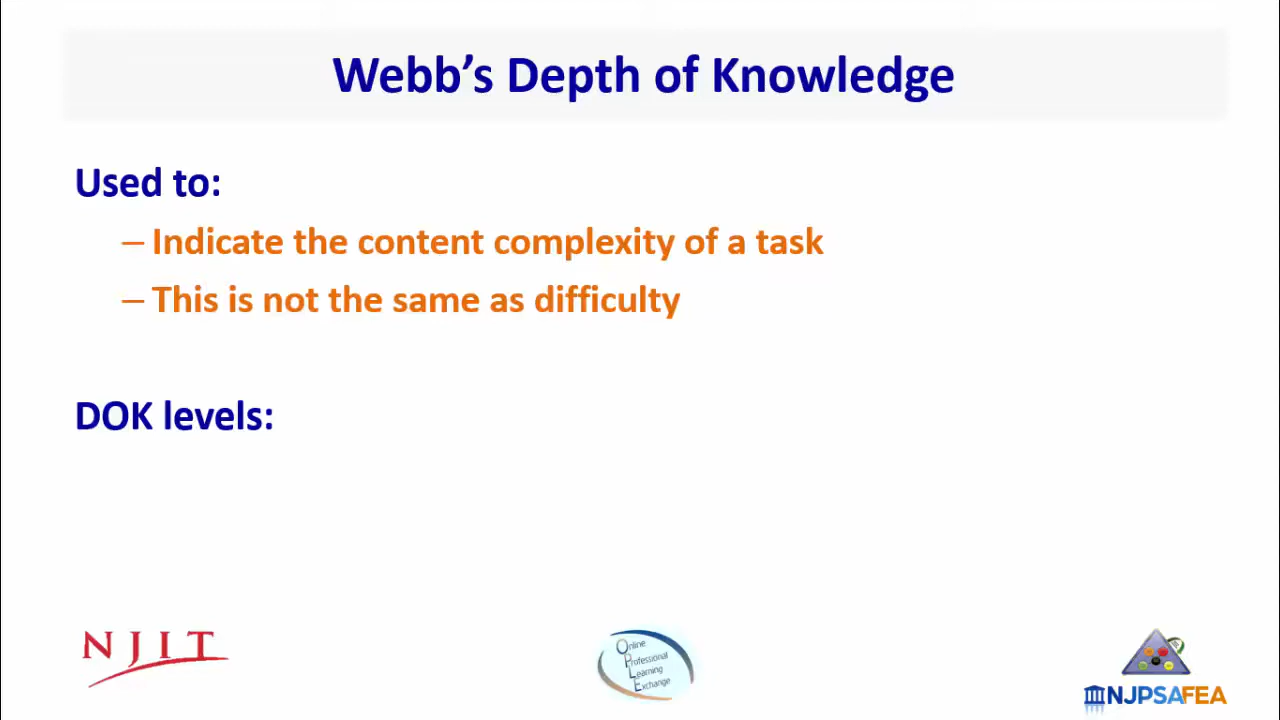 Webb’s Depth of Knowledge
Used to:
– Indicate the content complexity of a task
– This is not the same as difficulty
DOK levels:
NJIT
Online
Professional
Learning
Exchange
NJPSAFEA